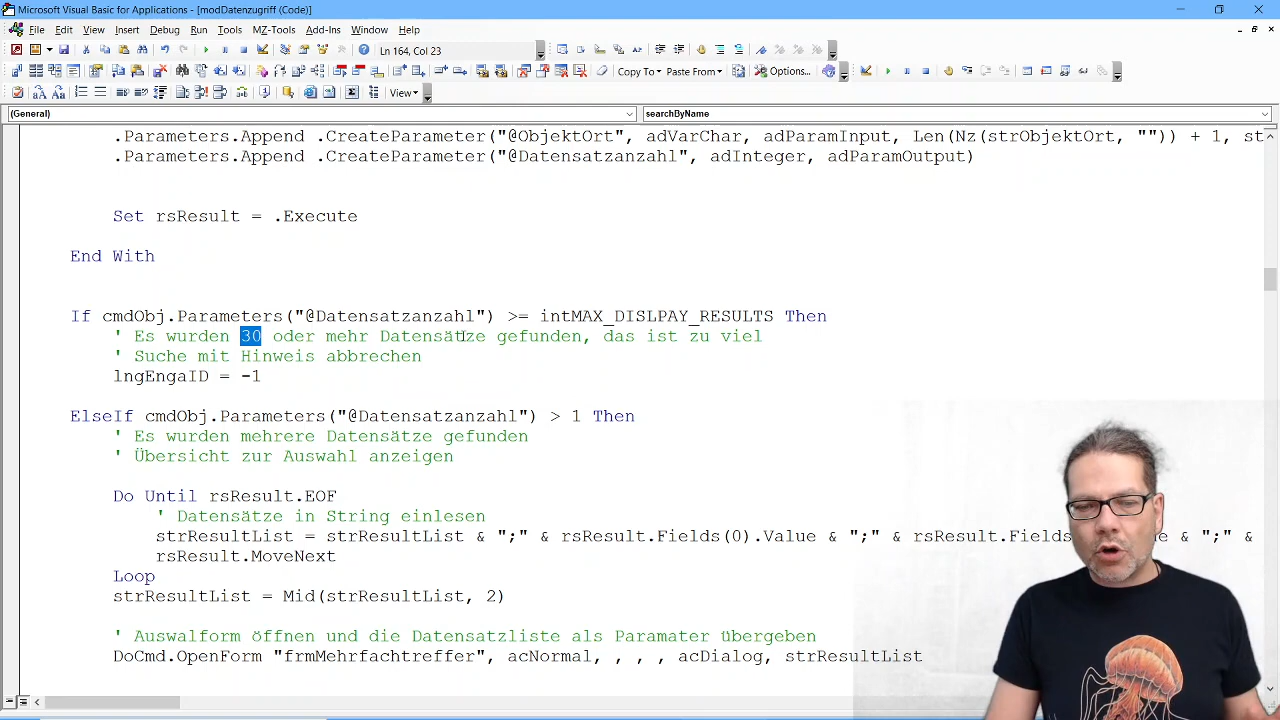 Microsoft Visual Basic for Applications - [modDatenzugriff (Code)]
File Edit View Insert Debug Run Tools MZ-Tools Add-Ins Window Help
Ln 164, Col 23
Copy To Paste From Options...
View
(General) searchByName
.Parameters.Append .CreateParameter("@ObjektOrt", adVarChar, adParamInput, Len(Nz(strObjektOrt, "")) + 1, st
.Parameters.Append .CreateParameter("@Datensatzanzahl", adInteger, adParamOutput)
Set rsResult = .Execute
End With
If cmdObj.Parameters("@Datensatzanzahl") >= intMAX_DISLPAY_RESULTS Then
' Es wurden 30 oder mehr Datensätze gefunden, das ist zu viel
' Suche mit Hinweis abbrechen
lngEngaID = -1
ElseIf cmdObj.Parameters("@Datensatzanzahl") > 1 Then
' Es wurden mehrere Datensätze gefunden
' Übersicht zur Auswahl anzeigen
Do Until rsResult.EOF
' Datensätze in String einlesen
strResultList = strResultList & ";" & rsResult.Fields(0).Value & ";" & rsResult.Fields e & ";" &
rsResult.MoveNext
Loop
strResultList = Mid(strResultList, 2)
' Auswalform öffnen und die Datensatzliste als Paramater übergeben
DoCmd.OpenForm "frmMehrfachtreffer", acNormal, , , , acDialog, strResultList